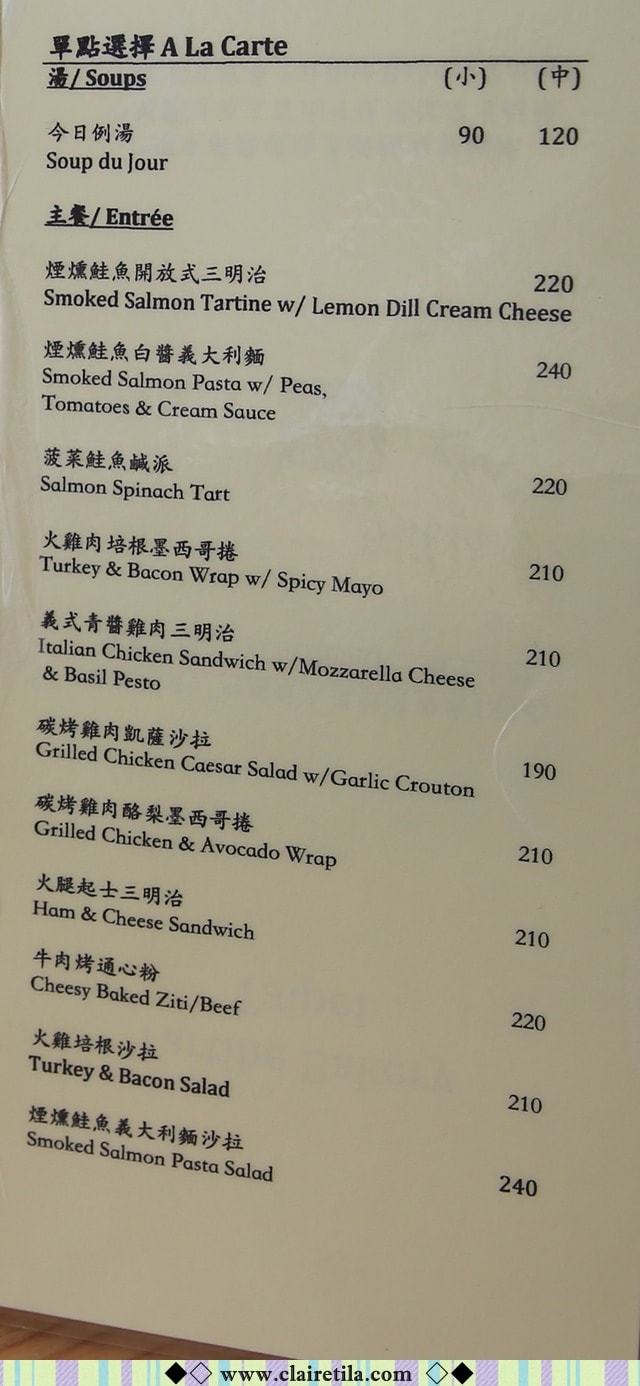 單點選擇 A La Carte
湯/ Soups (小) (中)
今日例湯 90 120
Soup du Jour
主餐/ Entrée
煙燻鮭魚開放式三明治 220
Smoked Salmon Tartine w/ Lemon Dill Cream Cheese
煙燻鮭魚白醬義大利麵 240
Smoked Salmon Pasta w/ Peas,
Tomatoes & Cream Sauce
菠菜鮭魚鹹派
Salmon Spinach Tart 220
火雞肉培根墨西哥捲
Turkey & Bacon Wrap w/ Spicy Mayo 210
義式青醬雞肉三明治
Italian Chicken Sandwich w/Mozzarella Cheese 210
& Basil Pesto
碳烤雞肉凱薩沙拉
Grilled Chicken Caesar Salad w/Garlic Crouton 190
碳烤雞肉酪梨墨西哥捲
Grilled Chicken & Avocado Wrap 210
火腿起士三明治
Ham & Cheese Sandwich 210
牛肉烤通心粉
Cheesy Baked Ziti/Beef 220
火雞培根沙拉
Turkey & Bacon Salad 210
煙燻鮭魚義大利麵沙拉
Smoked Salmon Pasta Salad 240
www.clairetila.com